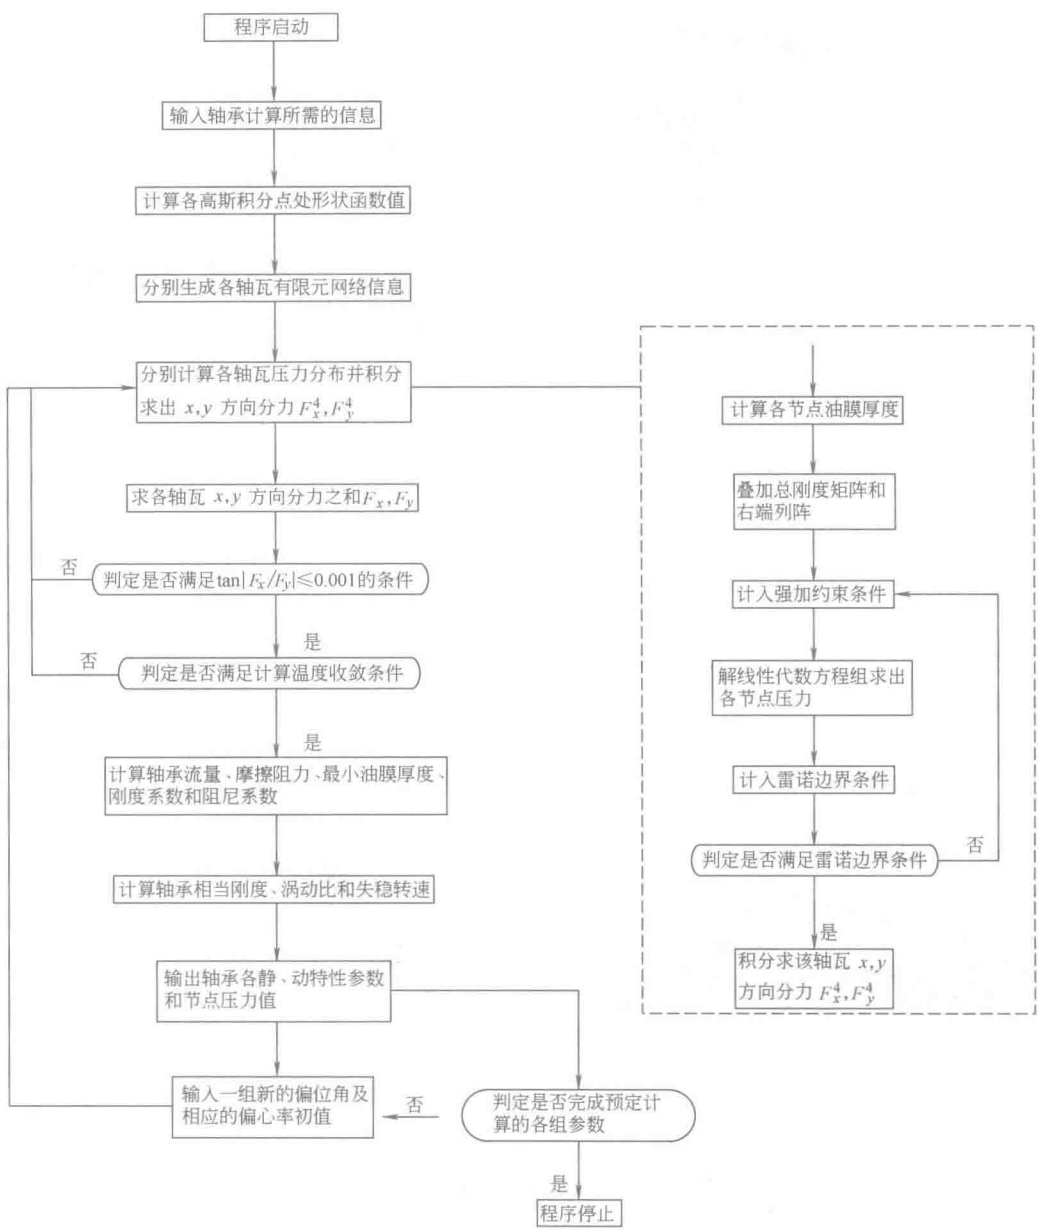 程序启动
输入轴承计算所需的信息
计算各高斯积分点处形状函数值
分别生成各轴瓦有限元网络信息
分别计算各轴瓦压力分布并积分
求出 x,y 方向分力 F_x^4,F_y^4
求各轴瓦 x,y 方向分力之和 F_x,F_y
否
判定是否满足tan|F_x/F_y|≤0.001的条件
是
否
判定是否满足计算温度收敛条件
是
计算轴承流量、摩擦阻力、最小油膜厚度、
刚度系数和阻尼系数
计算轴承相当刚度、涡动比和失稳转速
输出轴承各静、动特性参数
和节点压力值
输入一组新的偏位角及
相应的偏心率初值
否
判定是否完成预定计
算的各组参数
是
程序停止
计算各节点油膜厚度
叠加总刚度矩阵和
右端列阵
计入强加约束条件
解线性代数方程组求出
各节点压力
计入雷诺边界条件
判定是否满足雷诺边界条件
否
是
积分求该轴瓦 x,y
方向分力 F_x^4,F_y^4